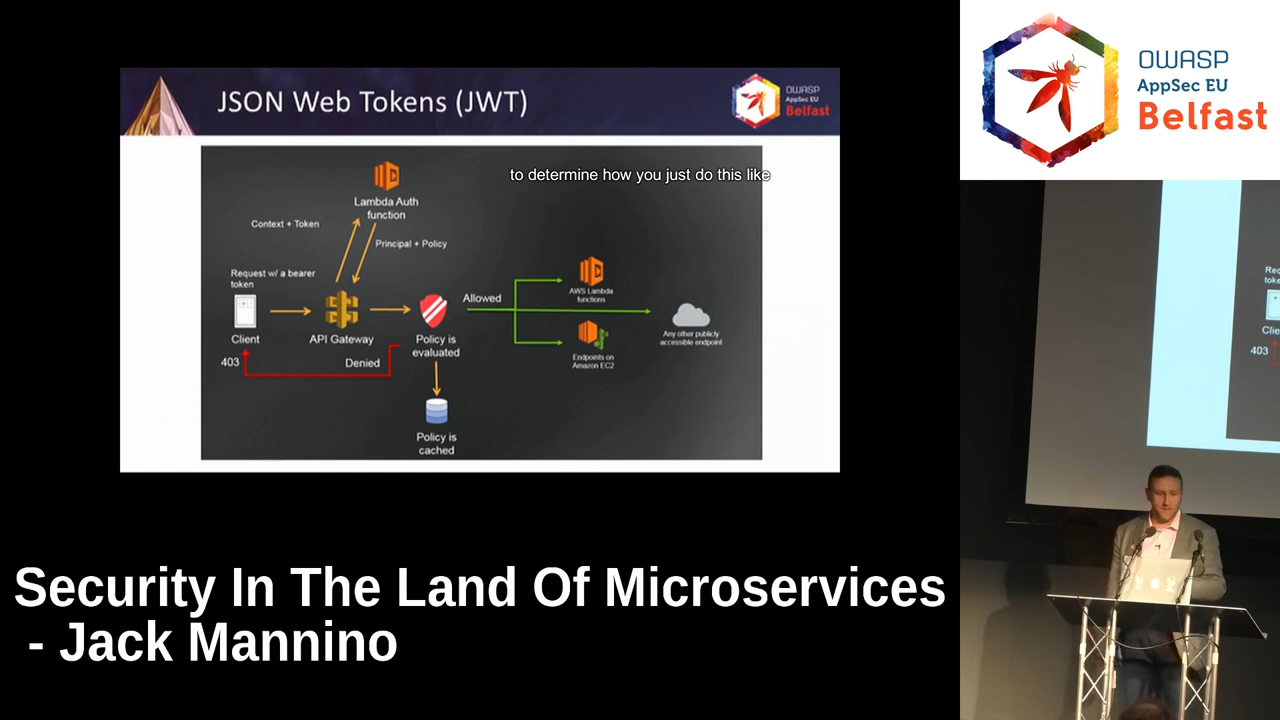 JSON Web Tokens (JWT)
OWASP
AppSec EU
Belfast
to determine how you just do this like
Lambda Auth
function
Context + Token
Principal + Policy
Request w/ a bearer
token
Client
API Gateway
Policy is
evaluated
Allowed
AWS Lambda
functions
Any other publicly
accessible endpoint
Endpoints on
Amazon EC2
403
Denied
Policy is
cached
OWASP
AppSec EU
Belfast
403
Security In The Land Of Microservices
- Jack Mannino